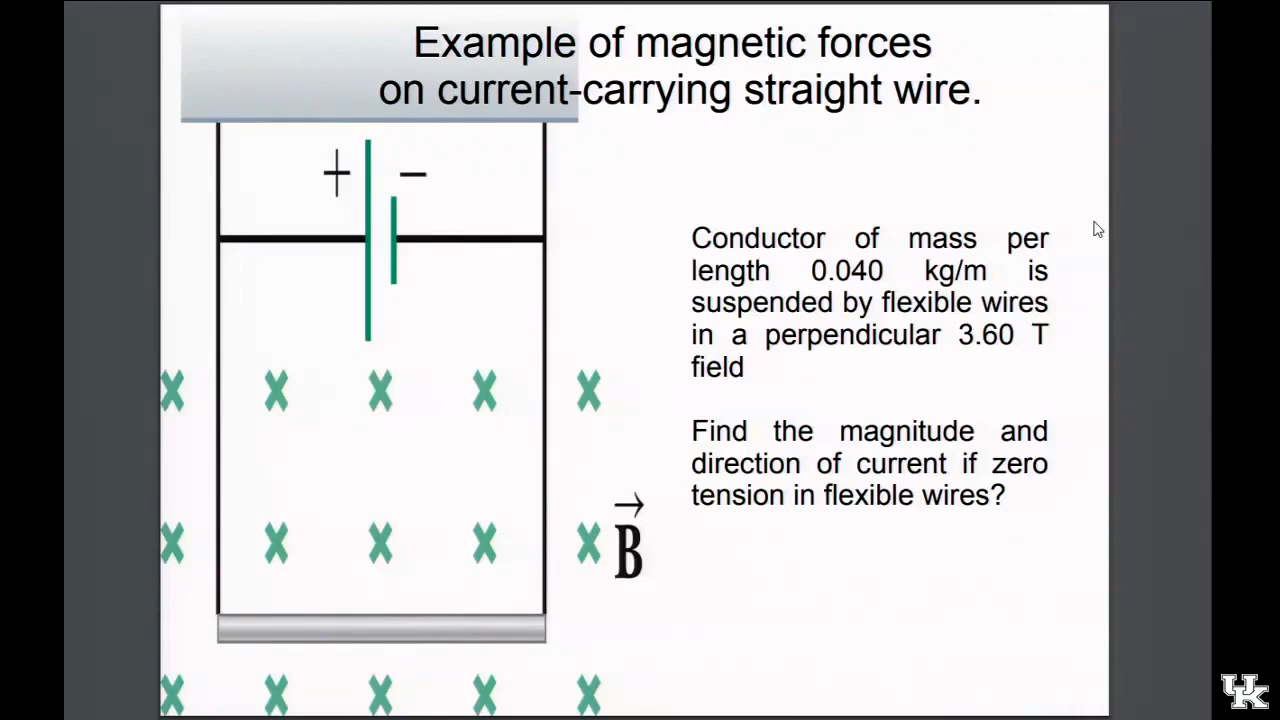 Example of magnetic forces
on current-carrying straight wire.
+ −
Conductor of mass per
length 0.040 kg/m is
suspended by flexible wires
in a perpendicular 3.60 T
field
Find the magnitude and
direction of current if zero
tension in flexible wires?
X X X X X
X X X X X B⃗
X X X X X
UK